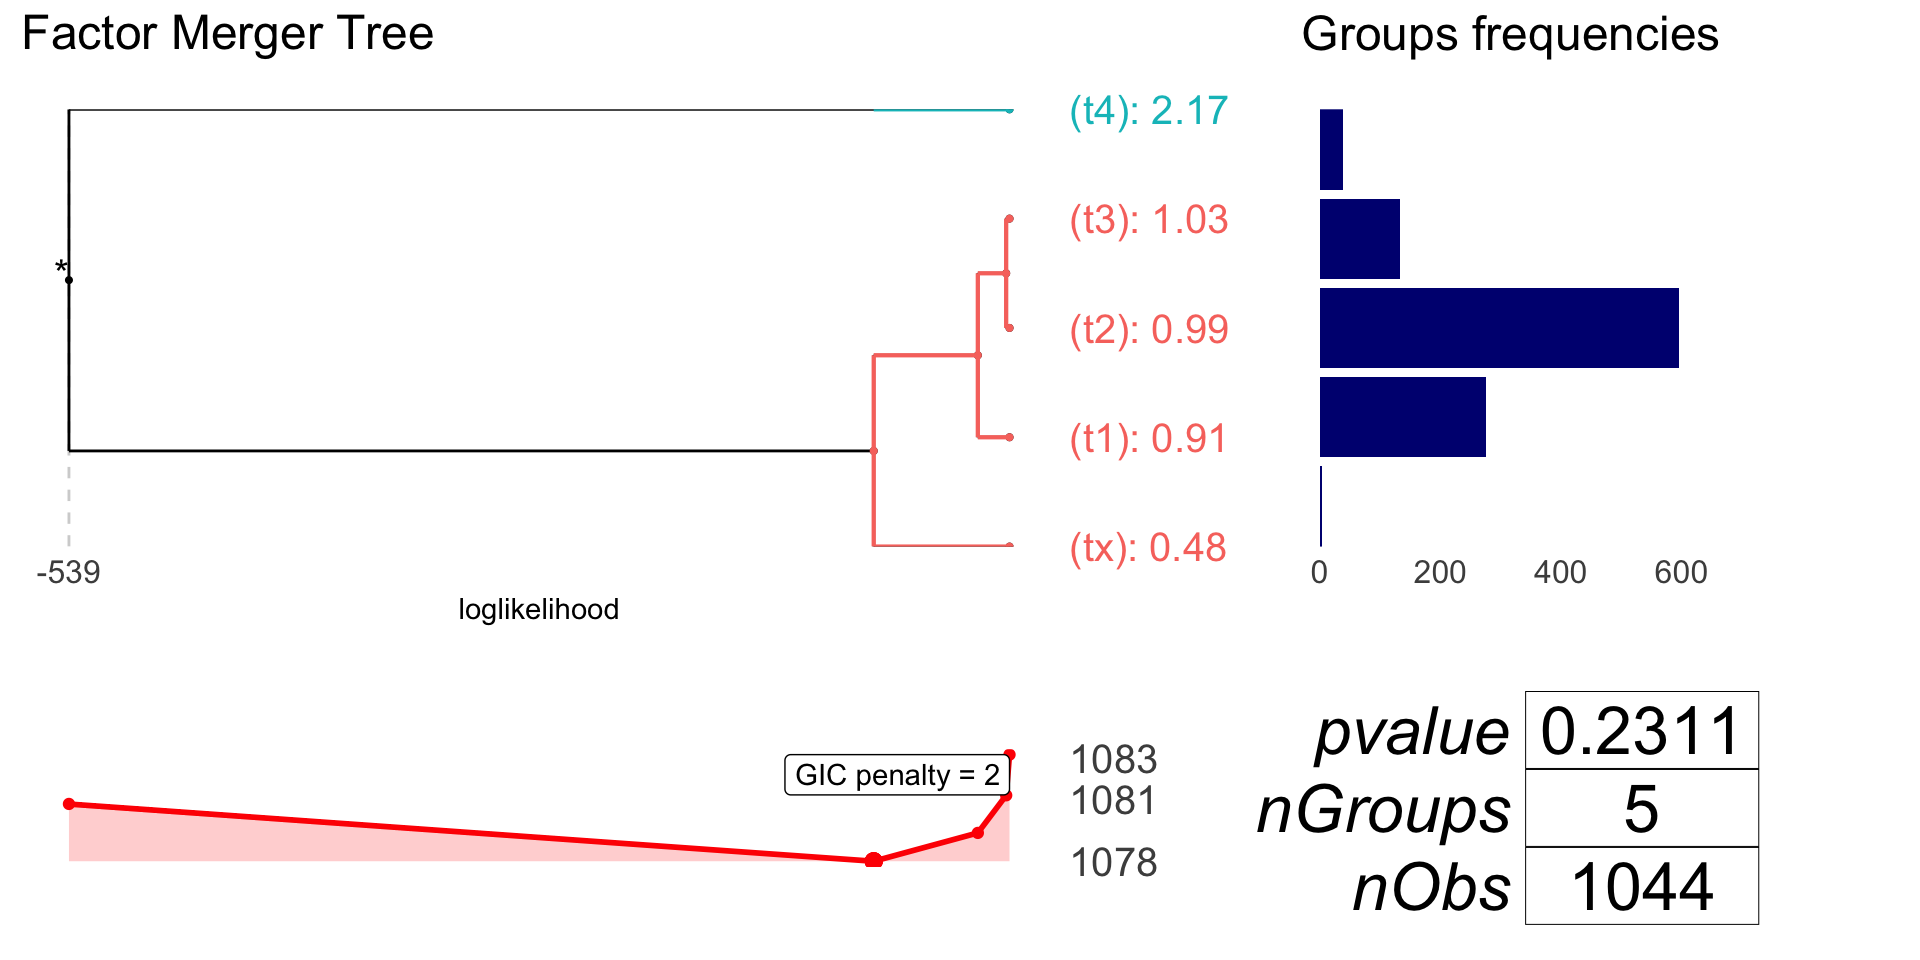 Factor Merger Tree
Groups frequencies
(t4): 2.17
(t3): 1.03
*
(t2): 0.99
(t1): 0.91
(tx): 0.48
-539
0 200 400 600
loglikelihood
GIC penalty = 2
1083
1081
1078
pvalue 0.2311
nGroups 5
nObs 1044